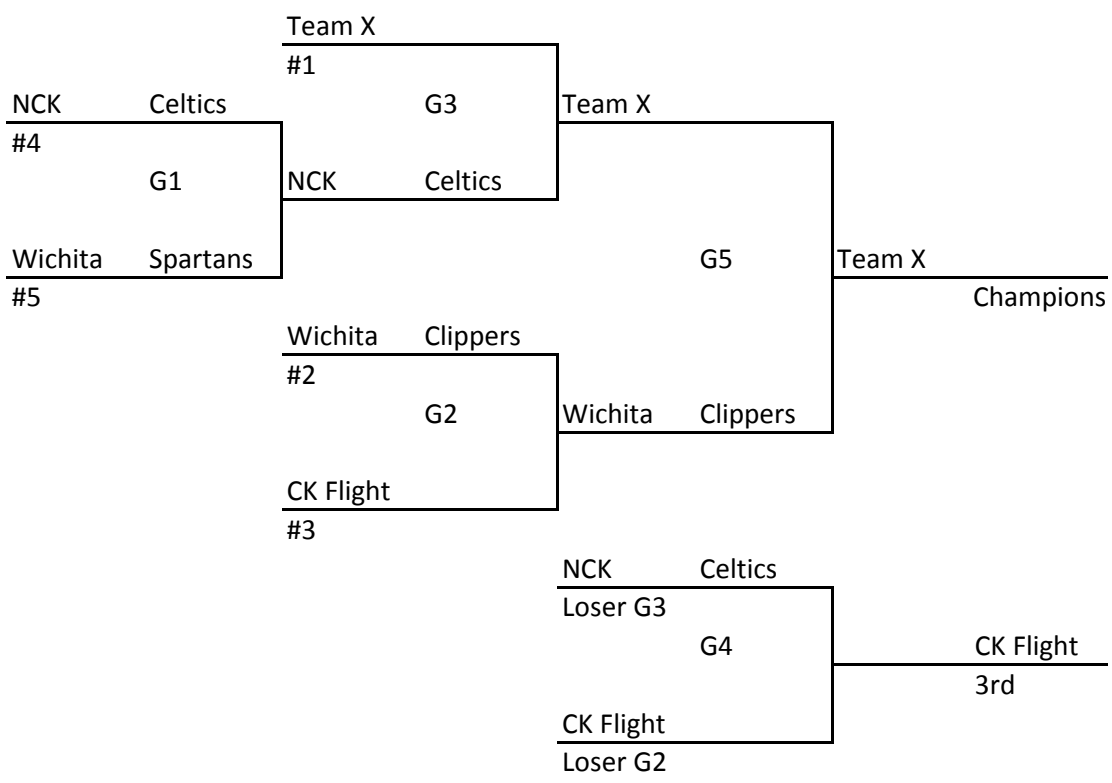 Team X
#1
NCK Celtics
G3
Team X
#4
G1
NCK Celtics
Wichita Spartans
G5
Team X
#5
Champions
Wichita Clippers
#2
G2
Wichita Clippers
CK Flight
#3
NCK Celtics
Loser G3
G4
CK Flight
3rd
CK Flight
Loser G2